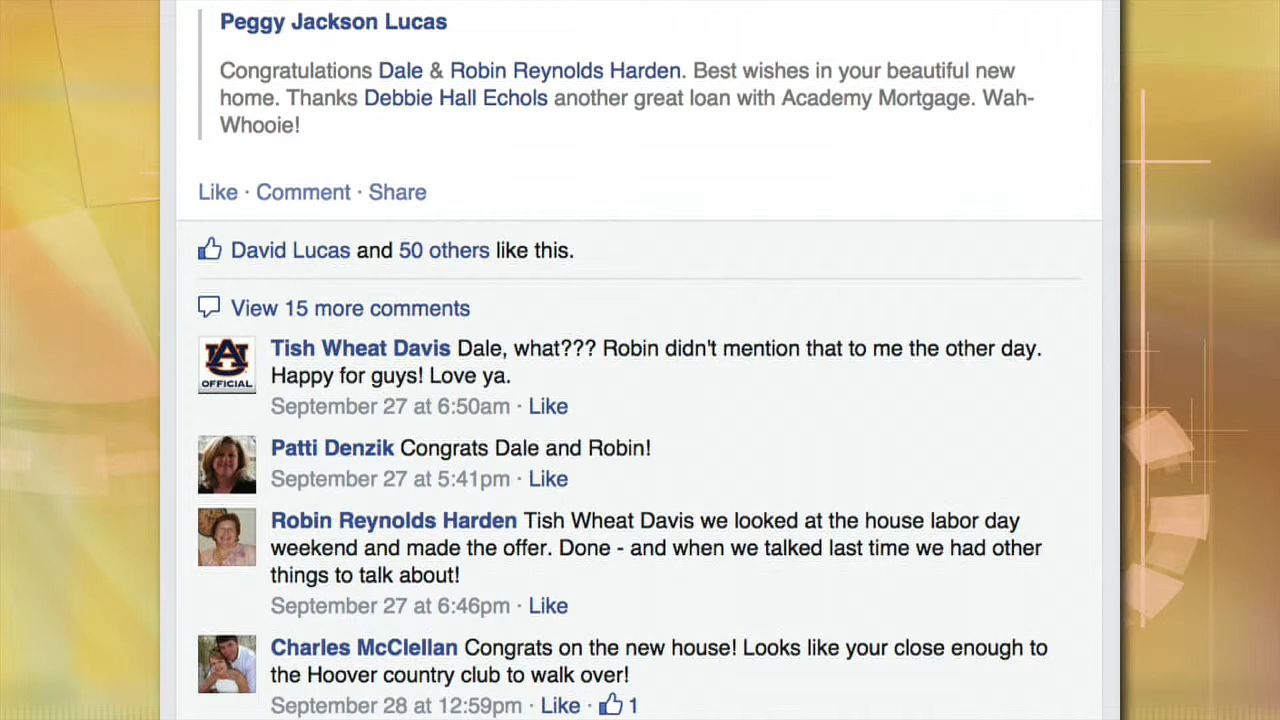 Peggy Jackson Lucas
Congratulations Dale & Robin Reynolds Harden. Best wishes in your beautiful new
home. Thanks Debbie Hall Echols another great loan with Academy Mortgage. Wah-
Whooie!
Like · Comment · Share
David Lucas and 50 others like this.
View 15 more comments
Tish Wheat Davis Dale, what??? Robin didn't mention that to me the other day.
Happy for guys! Love ya.
AU
OFFICIAL
September 27 at 6:50am · Like
Patti Denzik Congrats Dale and Robin!
September 27 at 5:41pm · Like
Robin Reynolds Harden Tish Wheat Davis we looked at the house labor day
weekend and made the offer. Done - and when we talked last time we had other
things to talk about!
September 27 at 6:46pm · Like
Charles McClellan Congrats on the new house! Looks like your close enough to
the Hoover country club to walk over!
September 28 at 12:59pm · Like · 1